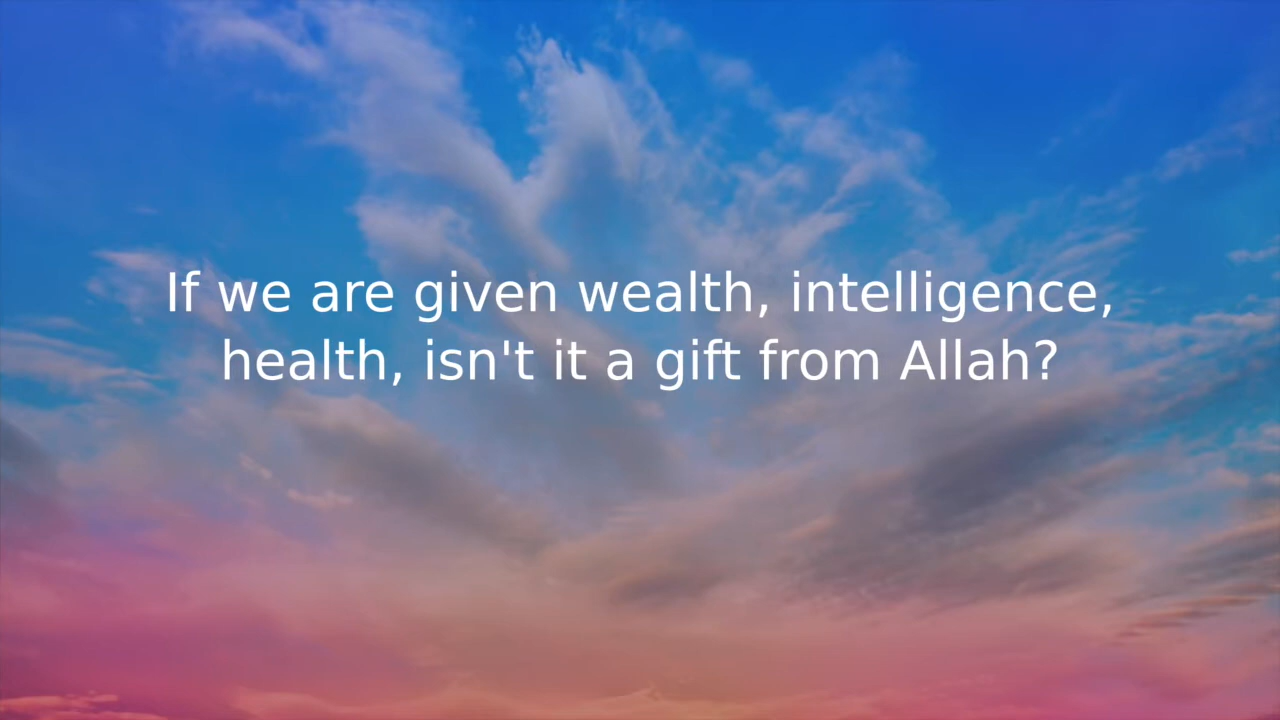 If we are given wealth, intelligence,
health, isn't it a gift from Allah?